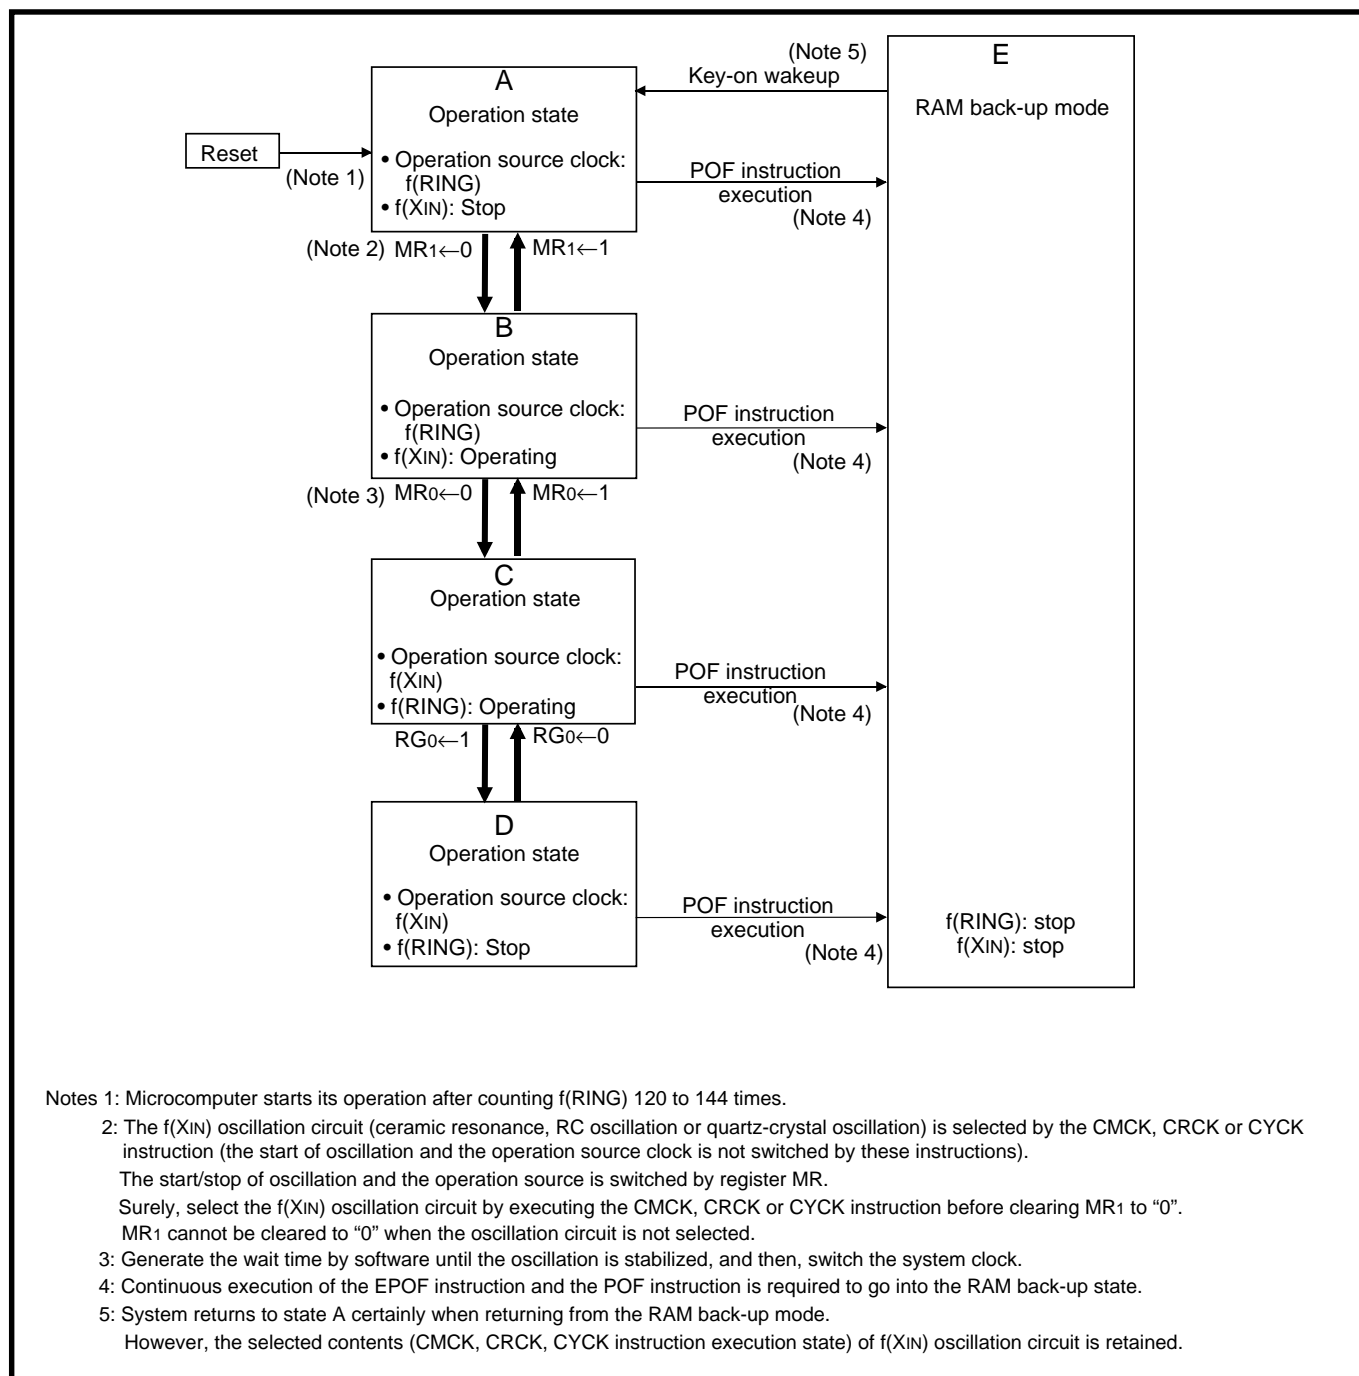 (Note 5)
Key-on wakeup
E
RAM back-up mode
A
Operation state
• Operation source clock:
f(RING)
• f(XIN): Stop
Reset
(Note 1)
POF instruction
execution
(Note 4)
(Note 2) MR1←0
MR1←1
B
Operation state
• Operation source clock:
f(RING)
• f(XIN): Operating
POF instruction
execution
(Note 4)
(Note 3) MR0←0
MR0←1
C
Operation state
• Operation source clock:
f(XIN)
• f(RING): Operating
POF instruction
execution
(Note 4)
RG0←1
RG0←0
D
Operation state
• Operation source clock:
f(XIN)
• f(RING): Stop
POF instruction
execution
(Note 4)
f(RING): stop
f(XIN): stop
Notes 1: Microcomputer starts its operation after counting f(RING) 120 to 144 times.
2: The f(XIN) oscillation circuit (ceramic resonance, RC oscillation or quartz-crystal oscillation) is selected by the CMCK, CRCK or CYCK
instruction (the start of oscillation and the operation source clock is not switched by these instructions).
The start/stop of oscillation and the operation source is switched by register MR.
Surely, select the f(XIN) oscillation circuit by executing the CMCK, CRCK or CYCK instruction before clearing MR1 to “0”.
MR1 cannot be cleared to “0” when the oscillation circuit is not selected.
3: Generate the wait time by software until the oscillation is stabilized, and then, switch the system clock.
4: Continuous execution of the EPOF instruction and the POF instruction is required to go into the RAM back-up state.
5: System returns to state A certainly when returning from the RAM back-up mode.
However, the selected contents (CMCK, CRCK, CYCK instruction execution state) of f(XIN) oscillation circuit is retained.